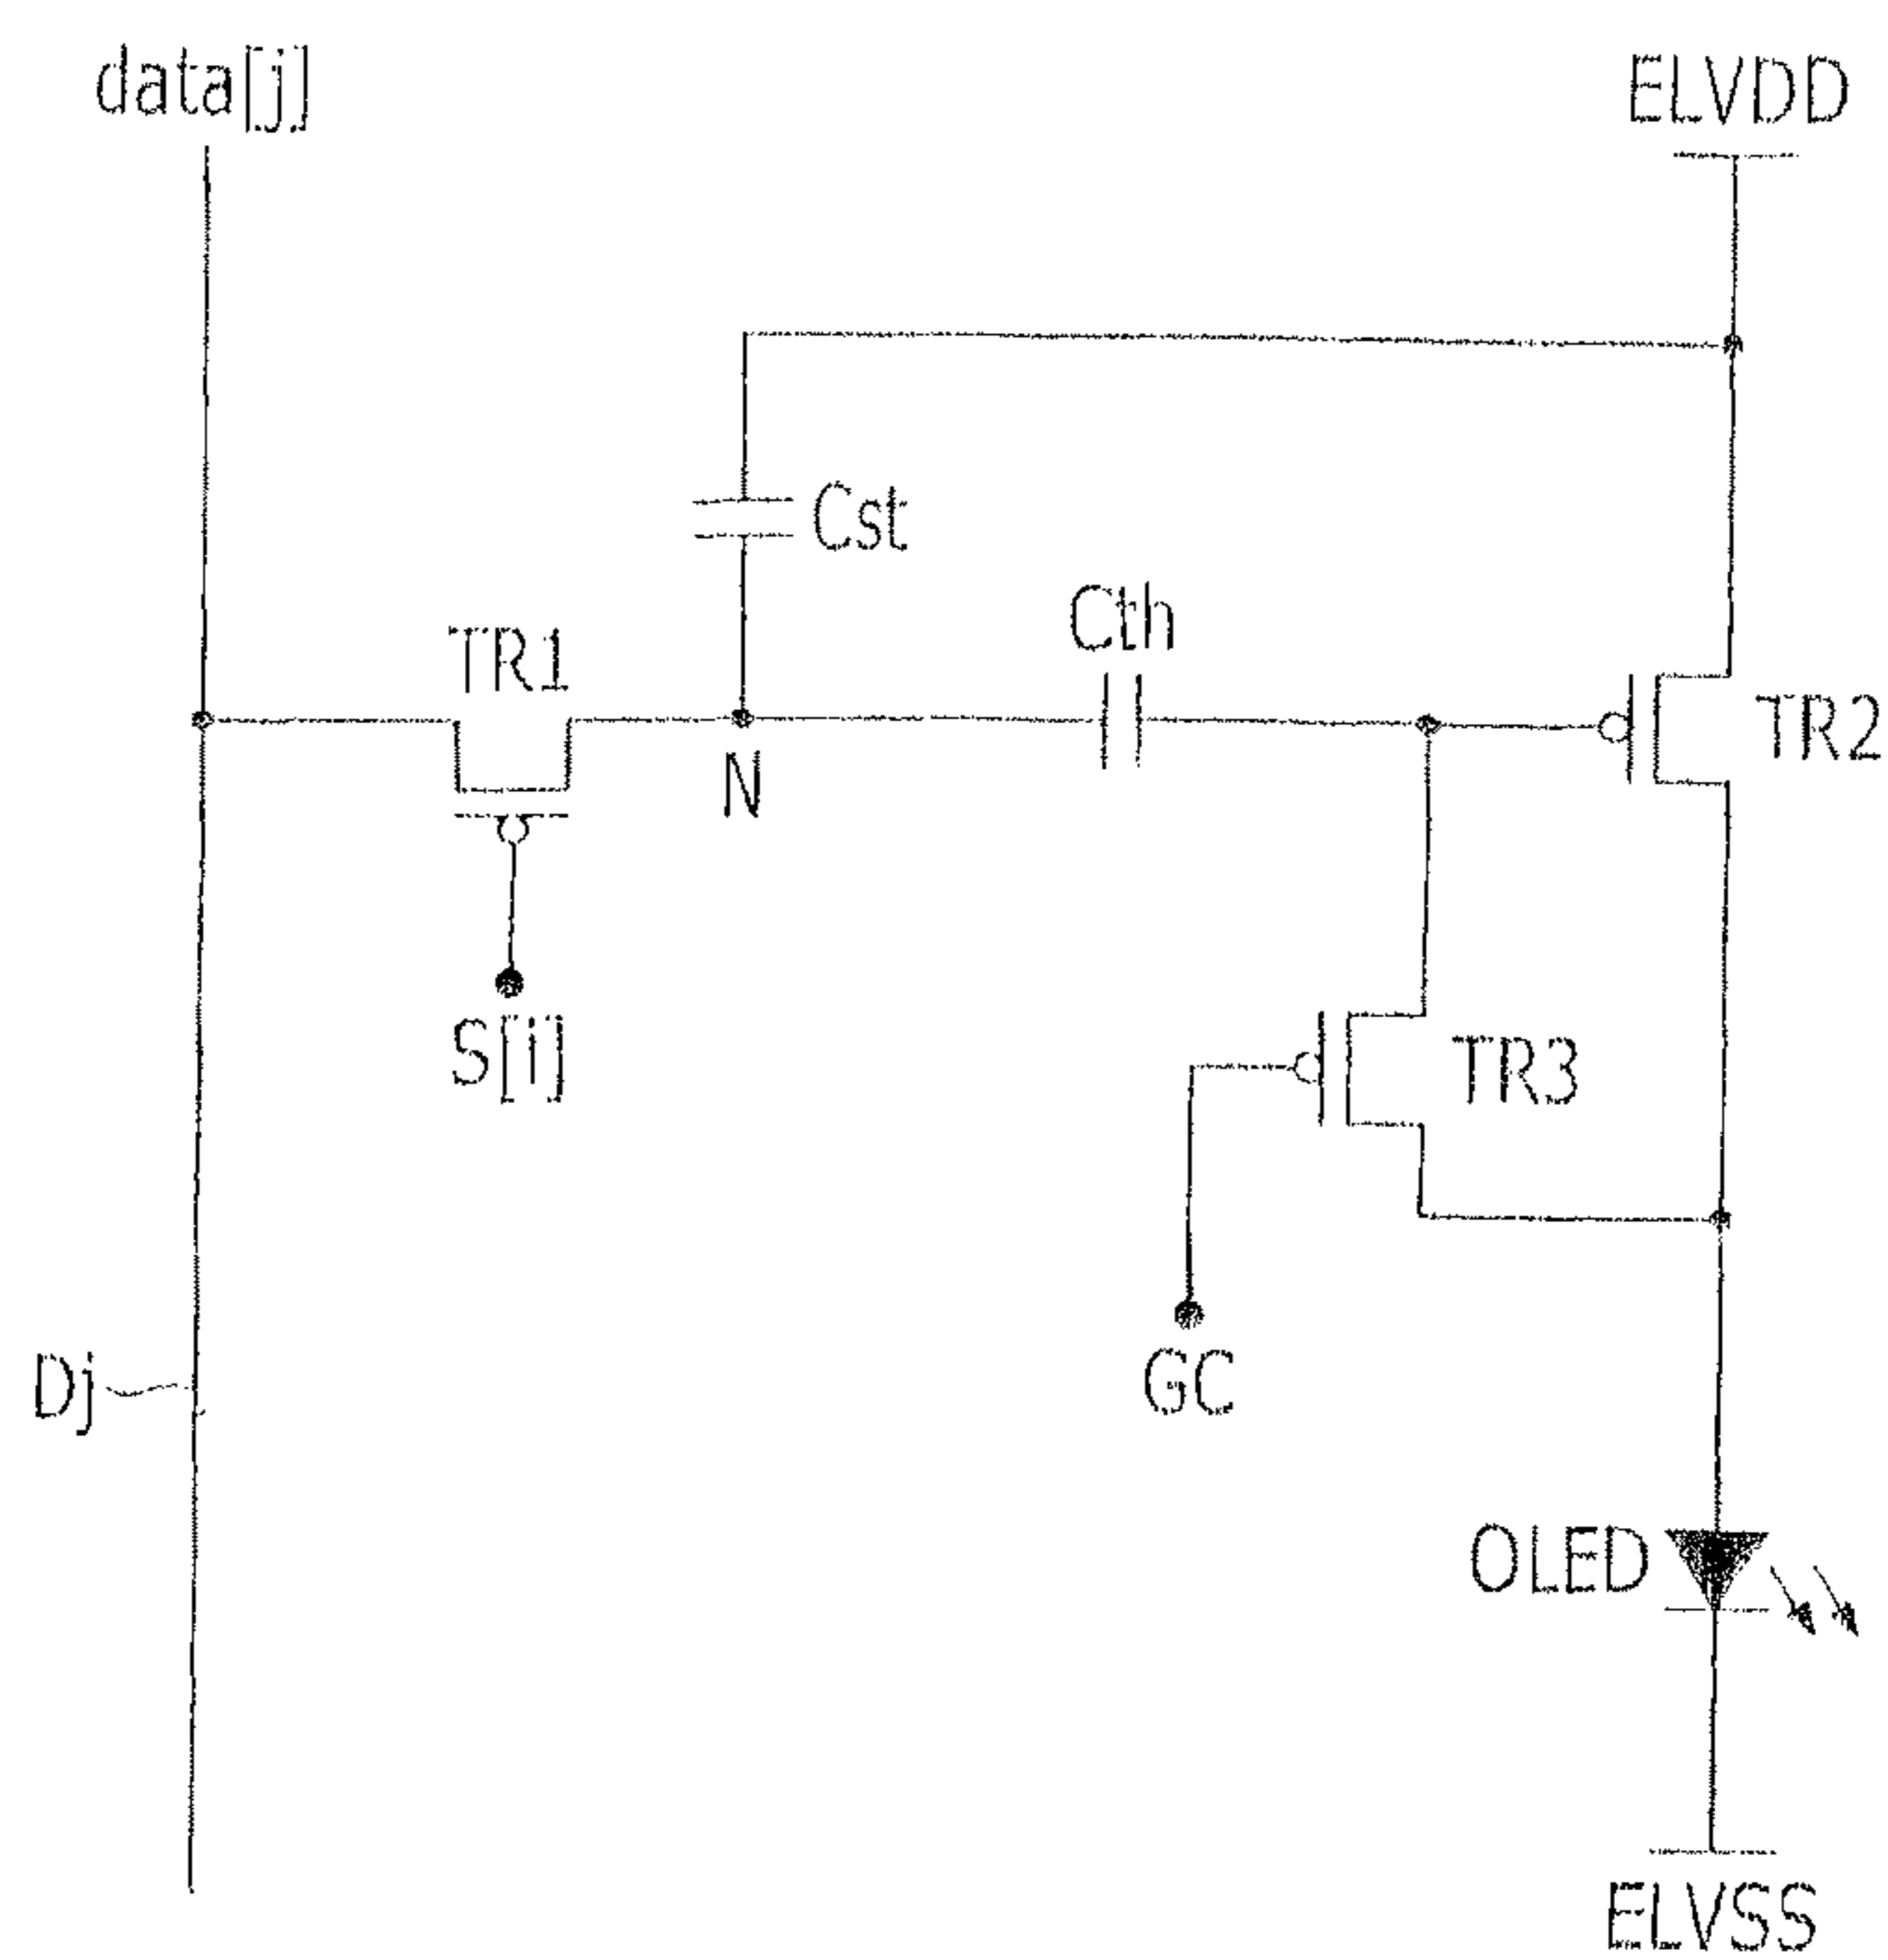 data[j]
ELVDD
Cst
Cth
TR1
TR2
N
S[i]
TR3
GC
Dj
OLED
ELVSS